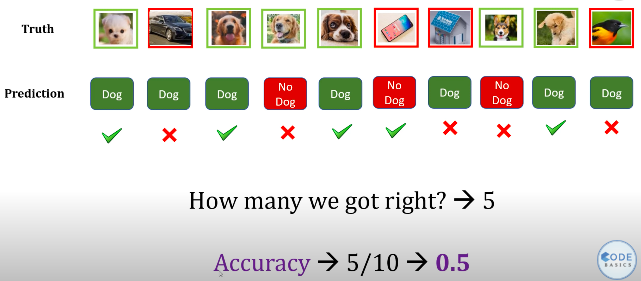 Truth
Prediction
Dog
Dog
Dog
No
Dog
Dog
No
Dog
Dog
No
Dog
Dog
Dog
How many we got right? → 5
Accuracy → 5/10 → 0.5
CODE
BASICS